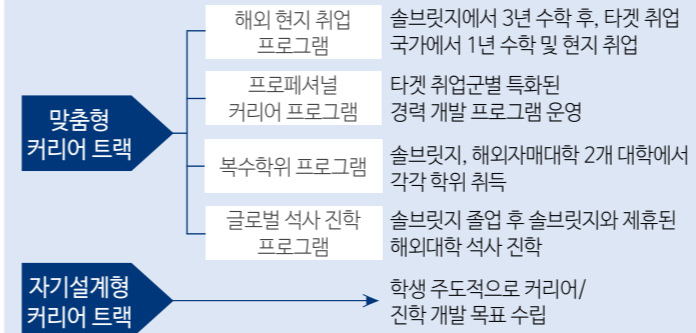 해외 현지 취업
프로그램
솔브릿지에서 3년 수학 후, 타겟 취업
국가에서 1년 수학 및 현지 취업
맞춤형
커리어 트랙
프로페셔널
커리어 프로그램
타겟 취업군별 특화된
경력 개발 프로그램 운영
복수학위 프로그램
솔브릿지, 해외자매대학 2개 대학에서
각각 학위 취득
글로벌 석사 진학
프로그램
솔브릿지 졸업 후 솔브릿지와 제휴된
해외대학 석사 진학
자기설계형
커리어 트랙
학생 주도적으로 커리어/
진학 개발 목표 수립